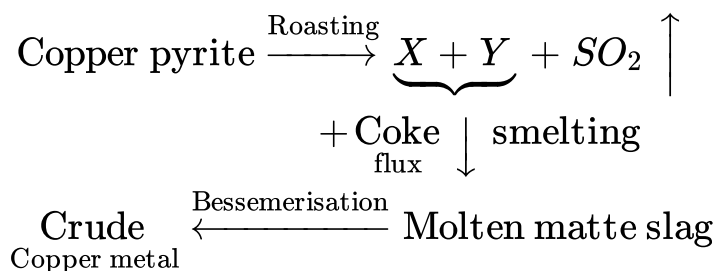 Copper pyrite Roasting X + Y + SO₂ ↑
+ Coke flux ↓ smelting
Crude Copper metal Bessemerisation Molten matte slag